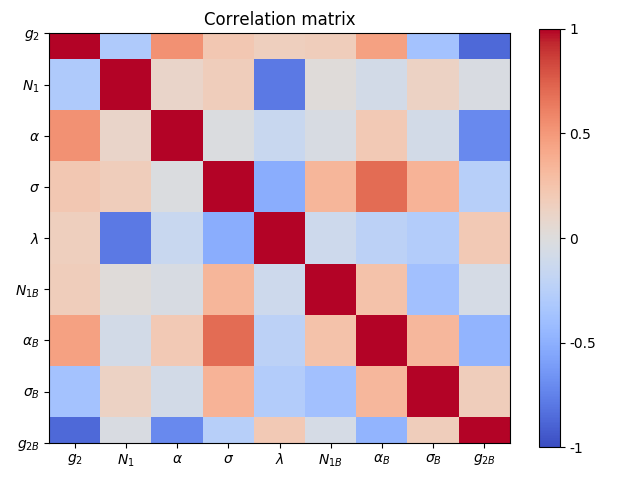 Correlation matrix
g₂
N₁
α
σ
λ
N₁B
αB
σB
g₂B
g₂ N₁ α σ λ N₁B αB σB g₂B
1
0.5
0
-0.5
-1